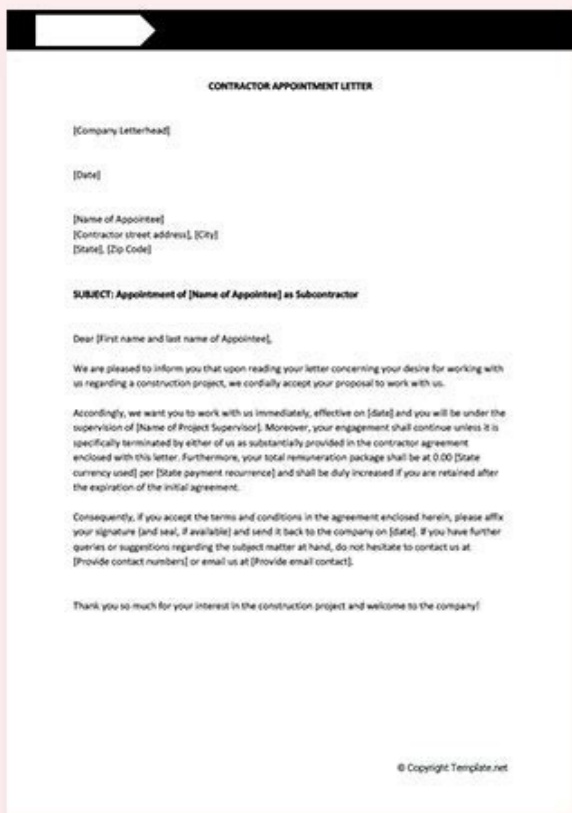 CONTRACTOR APPOINTMENT LETTER
[Company Letterhead]
[Date]
[Name of Appointee]
[Contractor street address], [City]
[State], [Zip Code]
SUBJECT: Appointment of [Name of Appointee] as Subcontractor
Dear [First name and last name of Appointee],
We are pleased to inform you that upon reading your letter concerning your desire for working with
us regarding a construction project, we cordially accept your proposal to work with us.
Accordingly, we want you to work with us immediately, effective on [date] and you will be under the
supervision of [Name of Project Supervisor]. Moreover, your engagement shall continue unless it is
specifically terminated by either of us as substantially provided in the contractor agreement
enclosed with this letter. Furthermore, your total remuneration package shall be at 0.00 [State
currency used] per [State payment recurrence] and shall be duly increased if you are retained after
the expiration of the initial agreement.
Consequently, if you accept the terms and conditions in the agreement enclosed herein, please affix
your signature [and seal, if available] and send it back to the company on [date]. If you have further
queries or suggestions regarding the subject matter at hand, do not hesitate to contact us at
[Provide contact numbers] or email us at [Provide email contact].
Thank you so much for your interest in the construction project and welcome to the company!
© Copyright Template.net